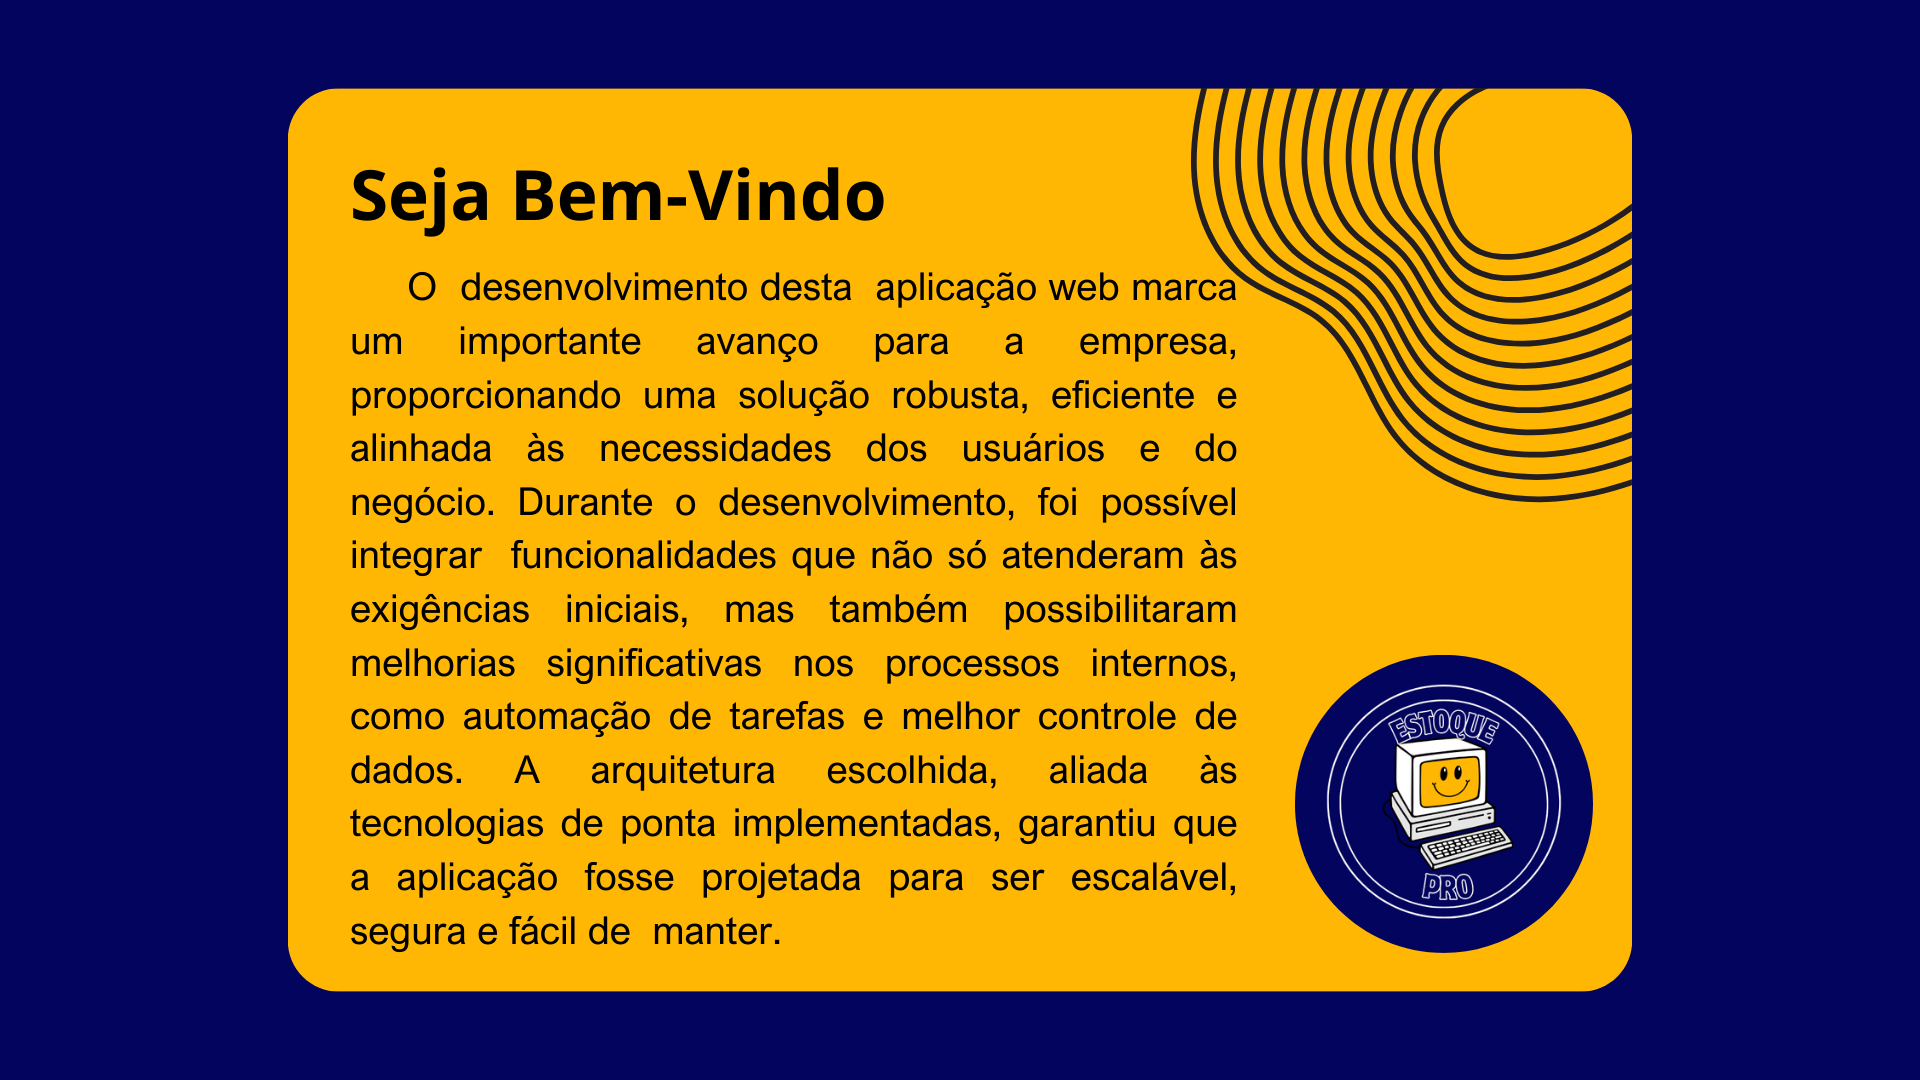 Seja Bem-Vindo
O desenvolvimento desta aplicação web marca
um importante avanço para a empresa,
proporcionando uma solução robusta, eficiente e
alinhada às necessidades dos usuários e do
negócio. Durante o desenvolvimento, foi possível
integrar funcionalidades que não só atenderam às
exigências iniciais, mas também possibilitaram
melhorias significativas nos processos internos,
como automação de tarefas e melhor controle de
dados. A arquitetura escolhida, aliada às
tecnologias de ponta implementadas, garantiu que
a aplicação fosse projetada para ser escalável,
segura e fácil de manter.
ESTOQUE
PRO